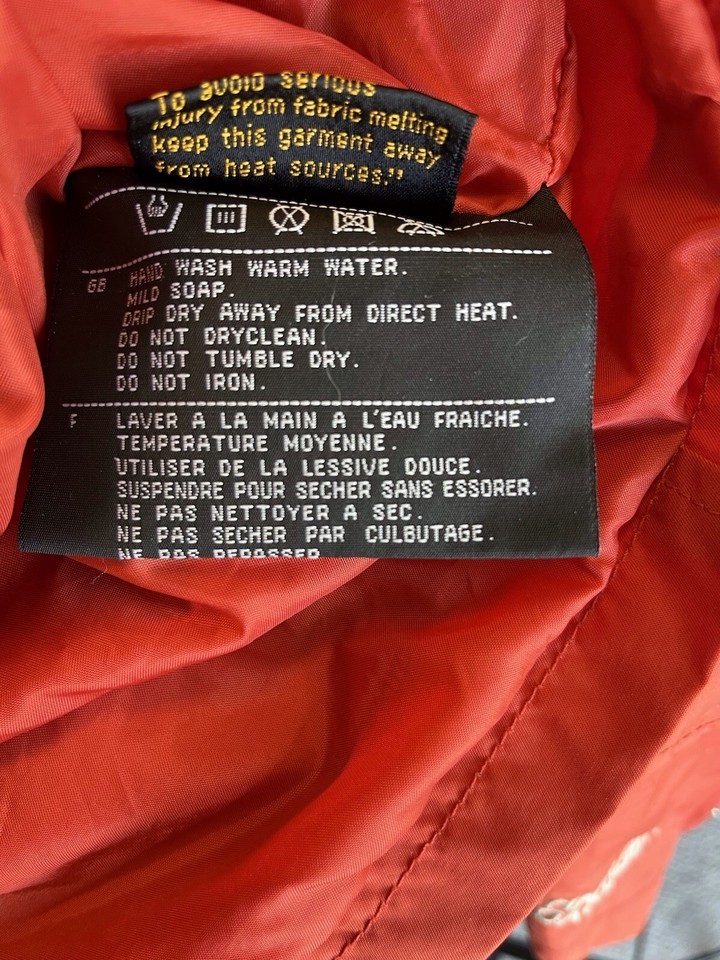 To avoid serious
injury from fabric melting
keep this garment away
from heat sources."
GB HAND WASH WARM WATER.
MILD SOAP.
DRIP DRY AWAY FROM DIRECT HEAT.
DO NOT DRYCLEAN.
DO NOT TUMBLE DRY.
DO NOT IRON.
F LAVER A LA MAIN A L'EAU FRAICHE.
TEMPERATURE MOYENNE.
UTILISER DE LA LESSIVE DOUCE.
SUSPENDRE POUR SECHER SANS ESSORER.
NE PAS NETTOYER A SEC.
NE PAS SECHER PAR CULBUTAGE.
NE PAS REPASSER